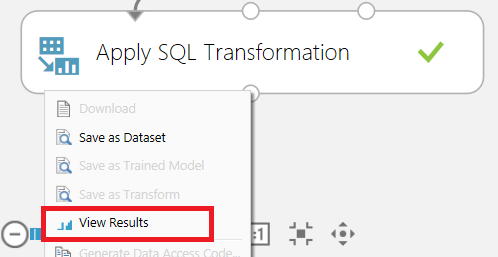 Apply SQL Transformation
Download
Save as Dataset
Save as Trained Model
Save as Transform
View Results
:1
Generate Data Access Code...